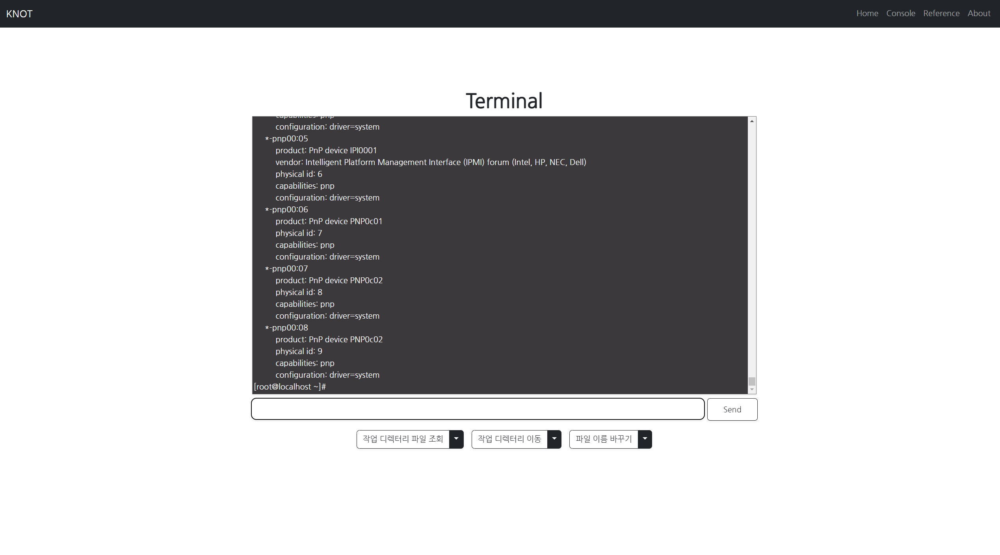 KNOT
Home Console Reference About
Terminal
capabilities: pnp
configuration: driver=system
*-pnp00:05
product: PnP device IPI0001
vendor: Intelligent Platform Management Interface (IPMI) forum (Intel, HP, NEC, Dell)
physical id: 6
capabilities: pnp
configuration: driver=system
*-pnp00:06
product: PnP device PNP0c01
physical id: 7
capabilities: pnp
configuration: driver=system
*-pnp00:07
product: PnP device PNP0c02
physical id: 8
capabilities: pnp
configuration: driver=system
*-pnp00:08
product: PnP device PNP0c02
physical id: 9
capabilities: pnp
configuration: driver=system
[root@localhost ~]#
Send
작업 디렉터리 파일 조회 작업 디렉터리 이동 파일 이름 바꾸기